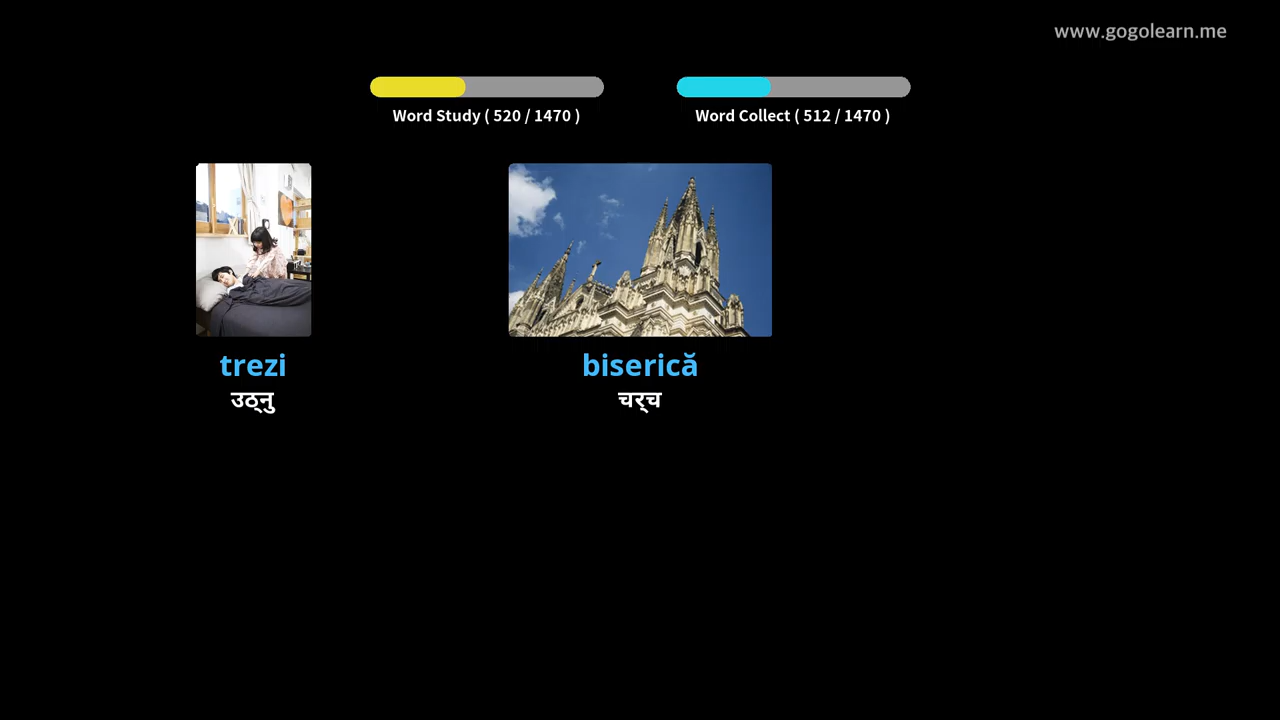 www.gogolearn.me
Word Study ( 520 / 1470 )
Word Collect ( 512 / 1470 )
trezi
उठ्नु
biserică
चर्च